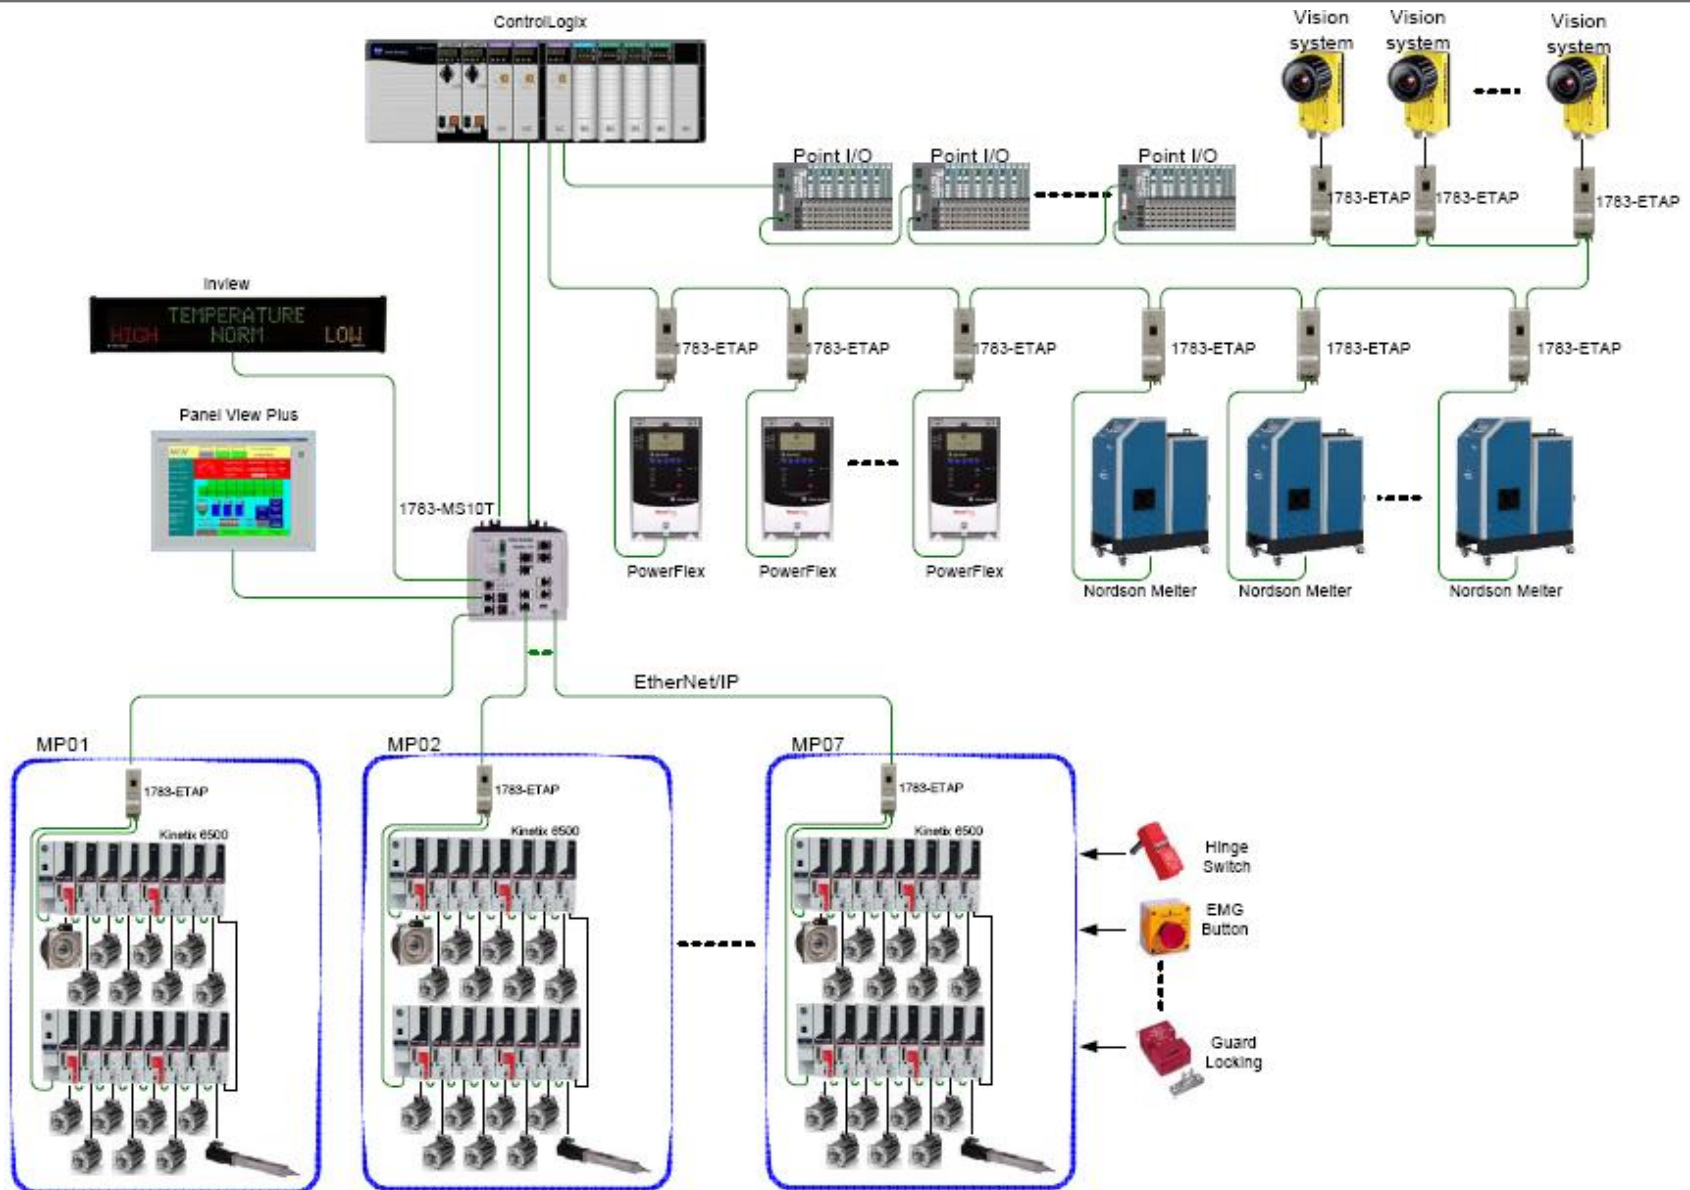 ControlLogix
Vision
system
Vision
system
Vision
system
Point I/O
Point I/O
Point I/O
1783-ETAP
1783-ETAP
1783-ETAP
Inview
TEMPERATURE
HIGH NORM LOW
1783-ETAP
1783-ETAP
1783-ETAP
1783-ETAP
1783-ETAP
1783-ETAP
Panel View Plus
1783-MS10T
PowerFlex
PowerFlex
PowerFlex
Nordson Melter
Nordson Melter
Nordson Melter
EtherNet/IP
MP01
MP02
MP07
1783-ETAP
1783-ETAP
1783-ETAP
Kinetix 6500
Kinetix 6500
Kinetix 6500
Hinge
Switch
EMG
Button
Guard
Locking